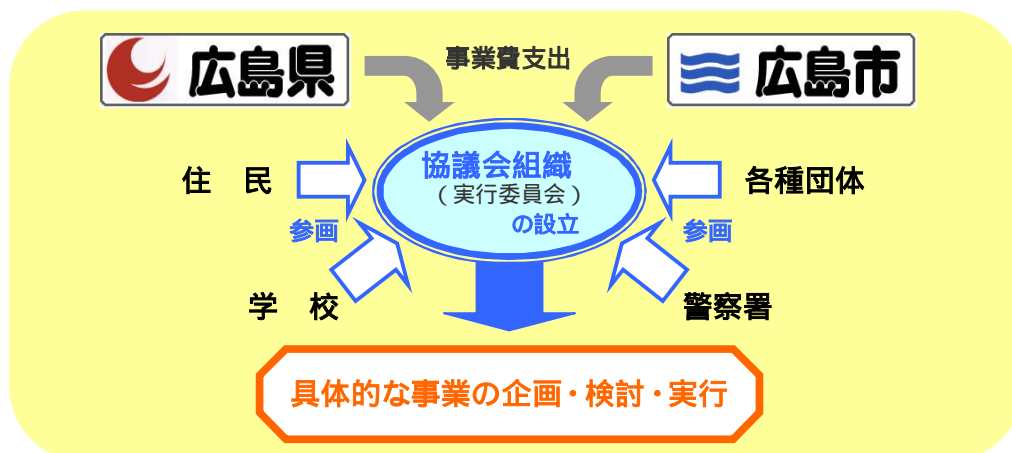 広島県
事業費支出
広島市
協議会組織
（実行委員会）
の設立
住　民
各種団体
参画
参画
学　校
警察署
具体的な事業の企画・検討・実行